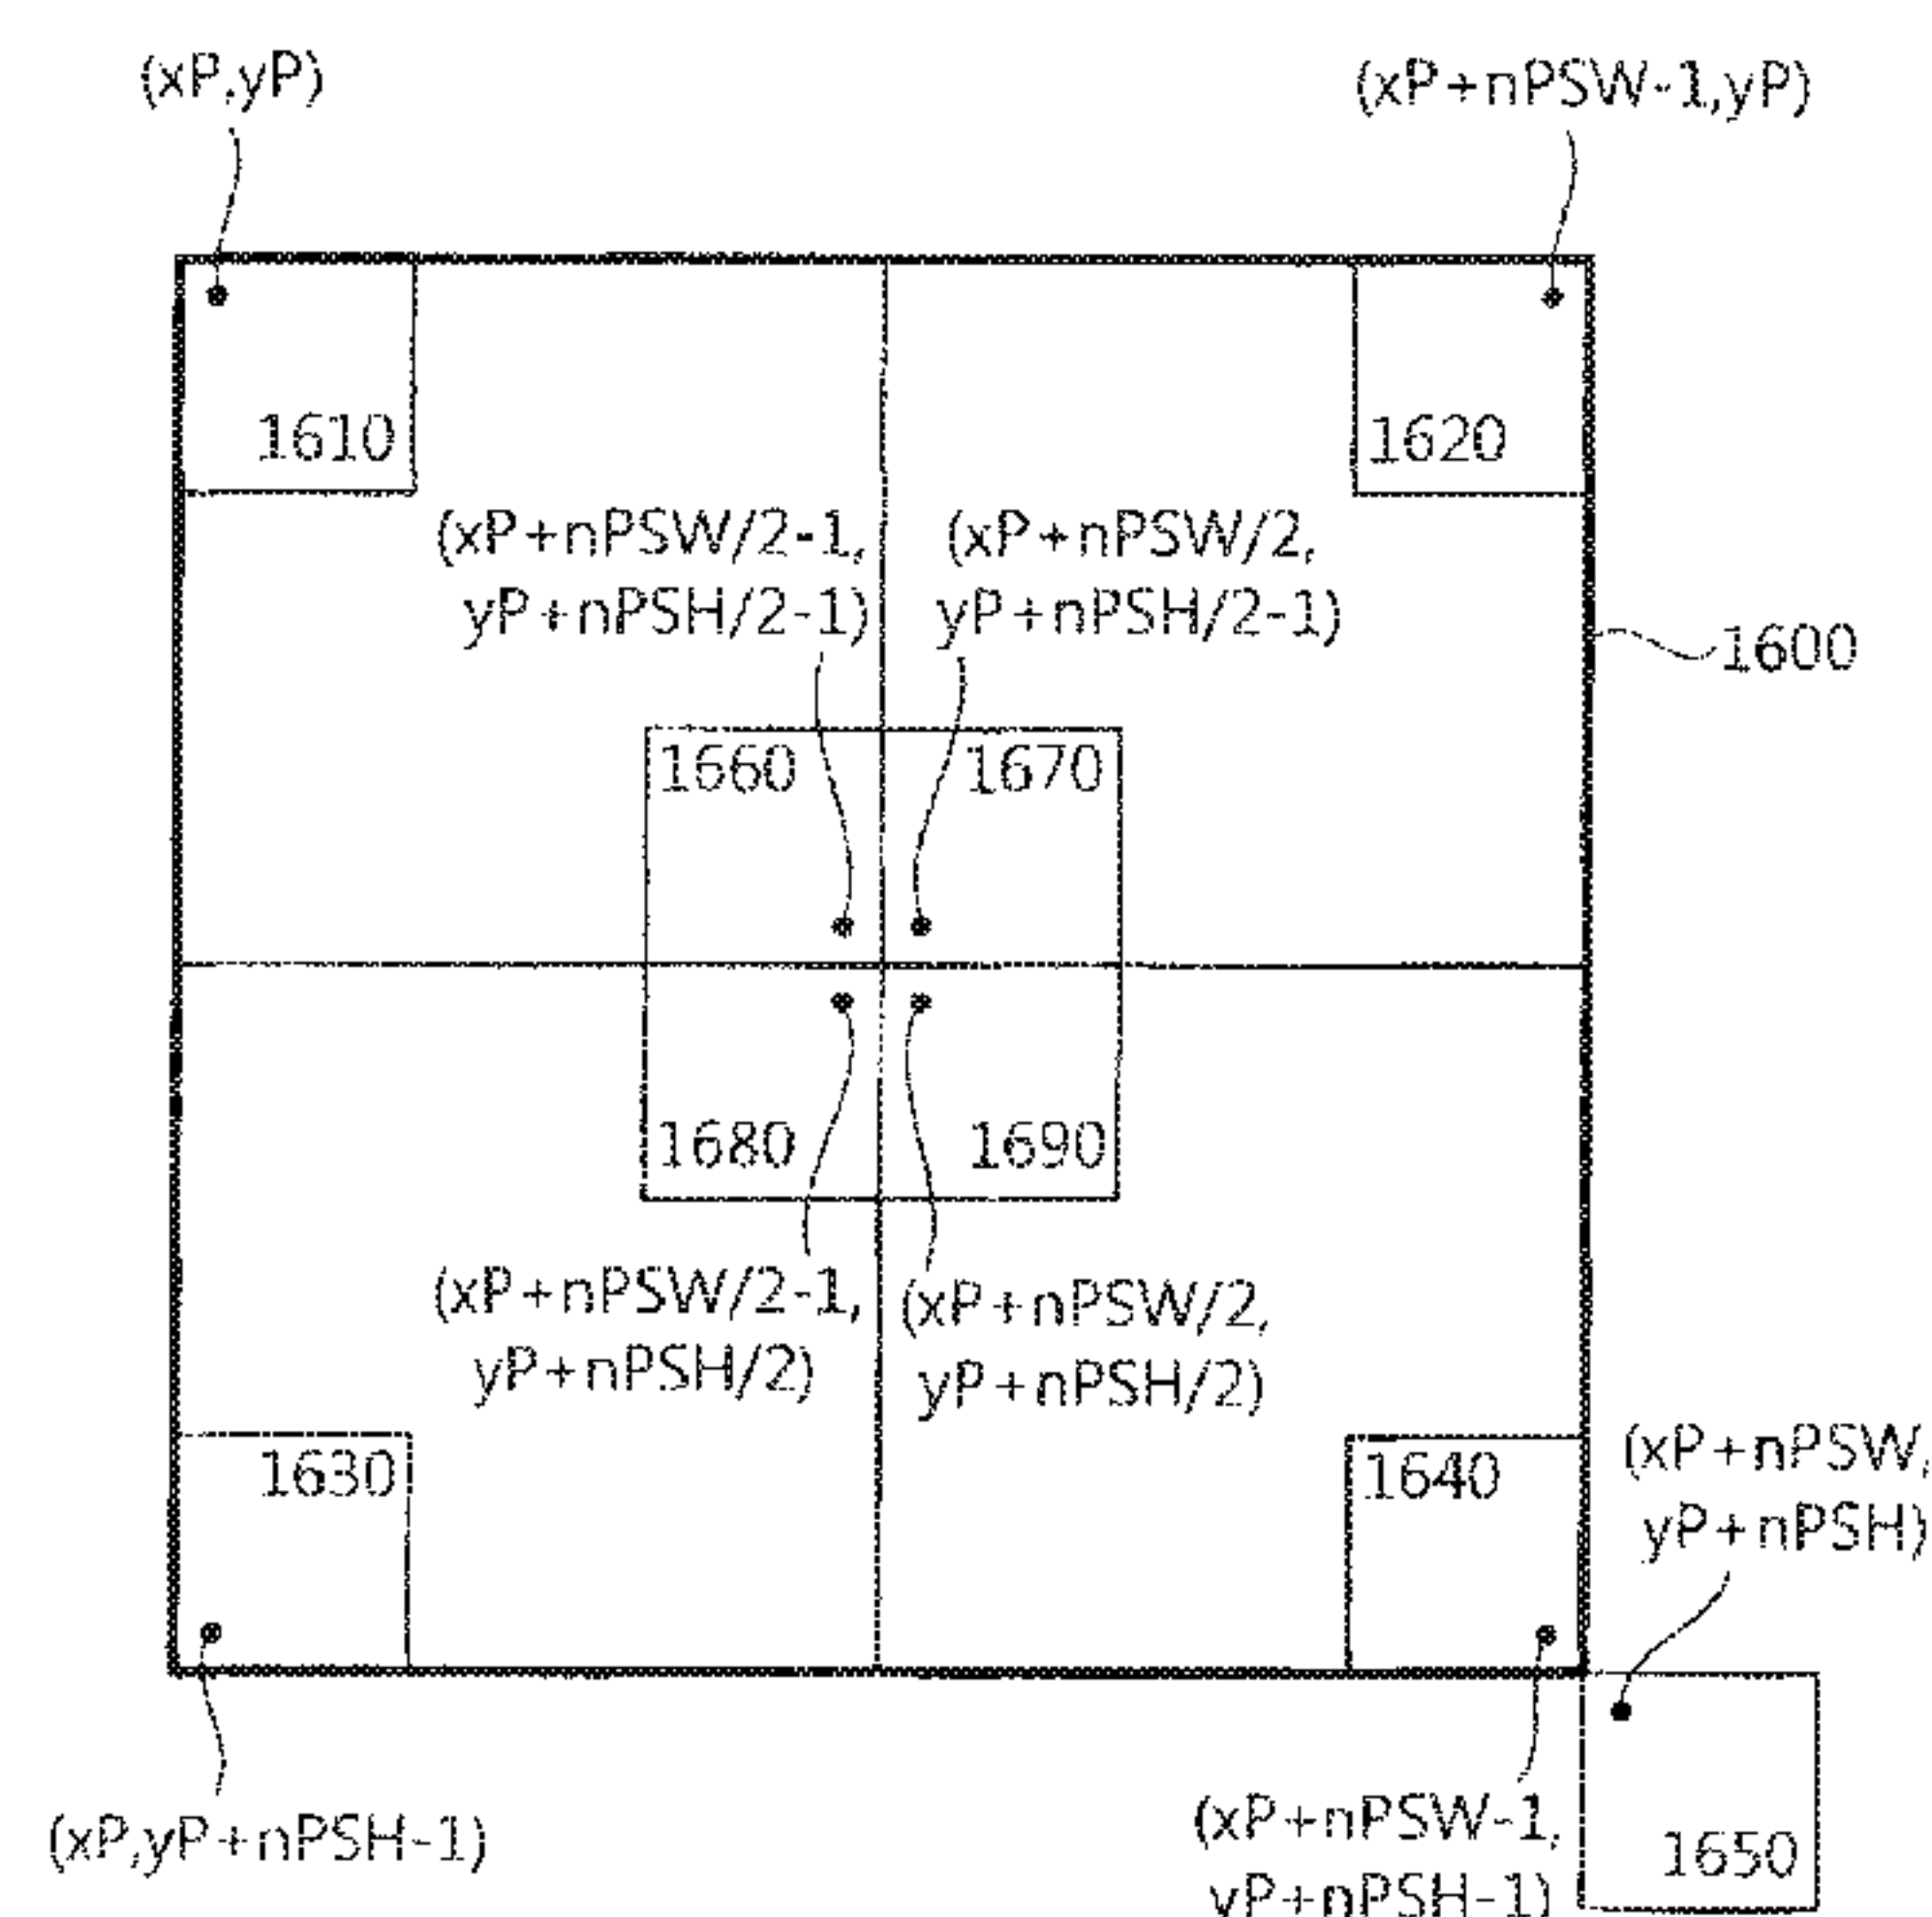 (xP,yP)
(xP+nPSW-1,yP)
1610
1620
(xP+nPSW/2-1,
yP+nPSH/2-1)
(xP+nPSW/2,
yP+nPSH/2-1)
1600
1660
1670
1680
1690
(xP+nPSW/2-1,
yP+nPSH/2)
(xP+nPSW/2,
yP+nPSH/2)
1630
1640
(xP+nPSW,
yP+nPSH)
(xP,yP+nPSH-1)
(xP+nPSW-1,
yP+nPSH-1)
1650